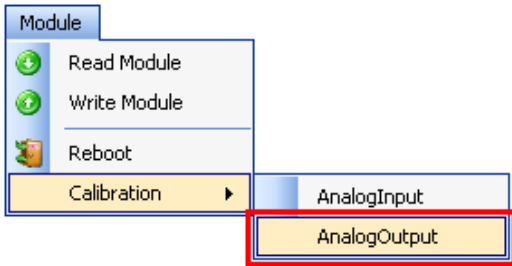 Module
Read Module
Write Module
Reboot
Calibration
AnalogInput
AnalogOutput